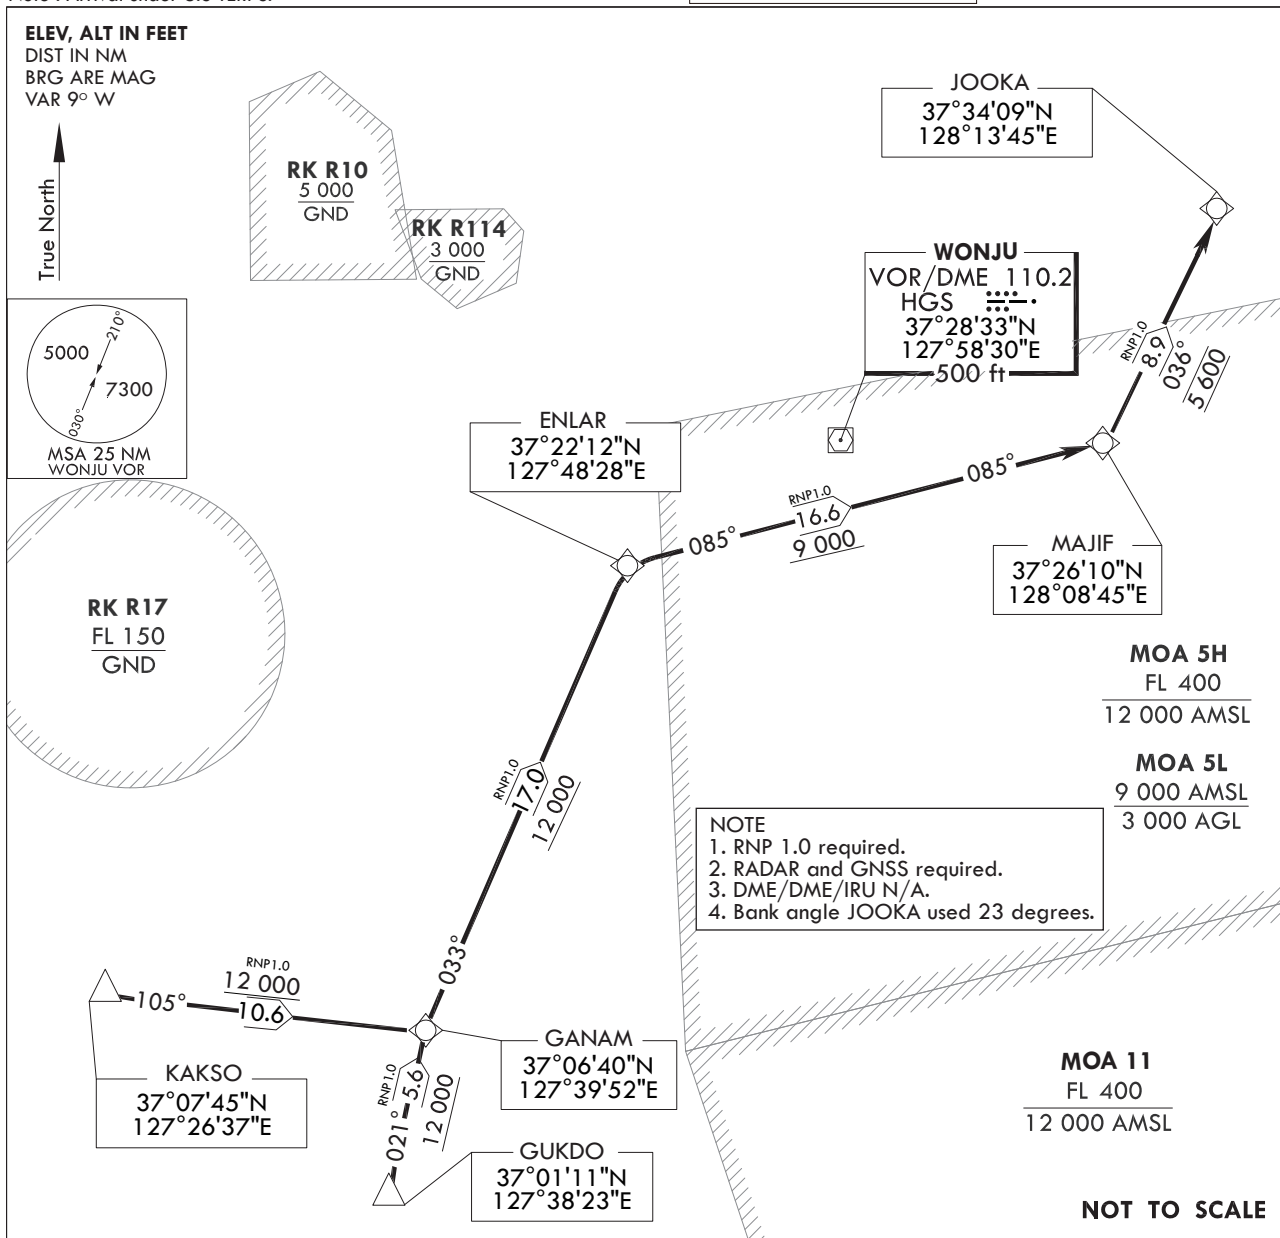 ELEV, ALT IN FEET
DIST IN NM
BRG ARE MAG
VAR 9° W
True North
RK R10
5 000
GND
RK R114
3 000
GND
JOOKA
37°34'09"N
128°13'45"E
WONJU
VOR/DME 110.2
HGS
37°28'33"N
127°58'30"E
500 ft
RNP1.0
8.9
036°
5 600
5000
7300
210°
030°
MSA 25 NM
WONJU VOR
ENLAR
37°22'12"N
127°48'28"E
085°
RNP1.0
16.6
9 000
085°
MAJIF
37°26'10"N
128°08'45"E
RK R17
FL 150
GND
MOA 5H
FL 400
12 000 AMSL
MOA 5L
9 000 AMSL
3 000 AGL
RNP1.0
17.0
12 000
033°
NOTE
1. RNP 1.0 required.
2. RADAR and GNSS required.
3. DME/DME/IRU N/A.
4. Bank angle JOOKA used 23 degrees.
105°
RNP1.0
12 000
10.6
KAKSO
37°07'45"N
127°26'37"E
GANAM
37°06'40"N
127°39'52"E
RNP1.0
5.6
021°
12 000
GUKDO
37°01'11"N
127°38'23"E
MOA 11
FL 400
12 000 AMSL
NOT TO SCALE